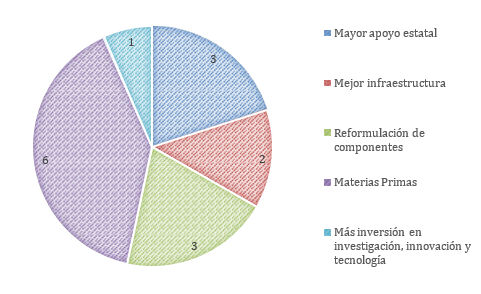 1
3
2
3
6
Mayor apoyo estatal
Mejor infraestructura
Reformulación de
componentes
Materias Primas
Más inversión en
investigación, innovación y
tecnología